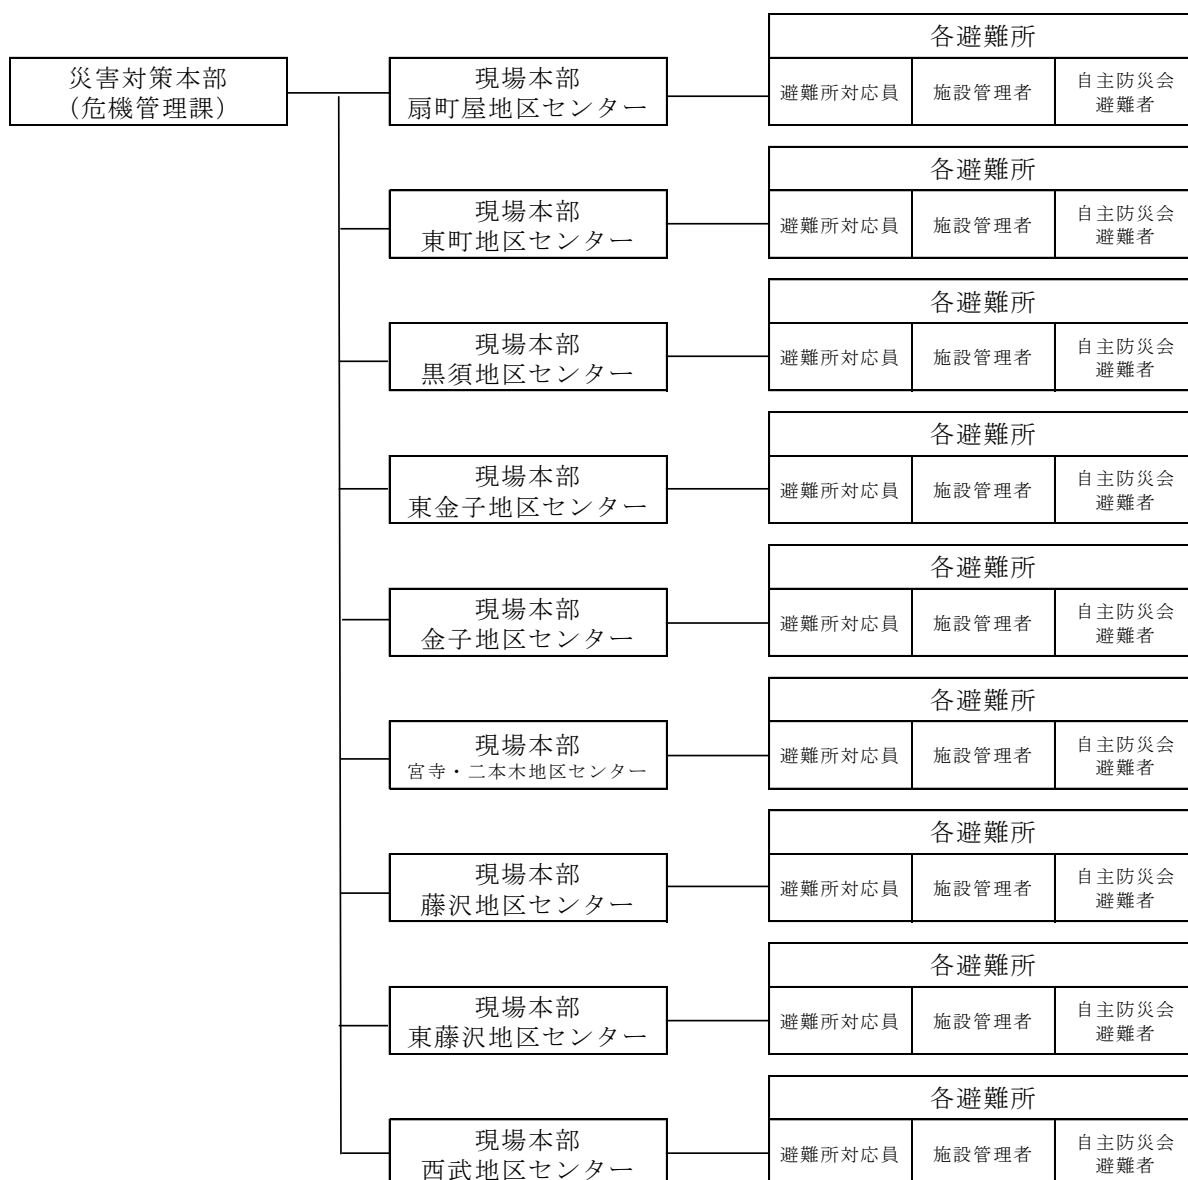 災害対策本部
(危機管理課)
現場本部
扇町屋地区センター
各避難所
避難所対応員
施設管理者
自主防災会
避難者
現場本部
東町地区センター
各避難所
避難所対応員
施設管理者
自主防災会
避難者
現場本部
黒須地区センター
各避難所
避難所対応員
施設管理者
自主防災会
避難者
現場本部
東金子地区センター
各避難所
避難所対応員
施設管理者
自主防災会
避難者
現場本部
金子地区センター
各避難所
避難所対応員
施設管理者
自主防災会
避難者
現場本部
宮寺・二本木地区センター
各避難所
避難所対応員
施設管理者
自主防災会
避難者
現場本部
藤沢地区センター
各避難所
避難所対応員
施設管理者
自主防災会
避難者
現場本部
東藤沢地区センター
各避難所
避難所対応員
施設管理者
自主防災会
避難者
現場本部
西武地区センター
各避難所
避難所対応員
施設管理者
自主防災会
避難者